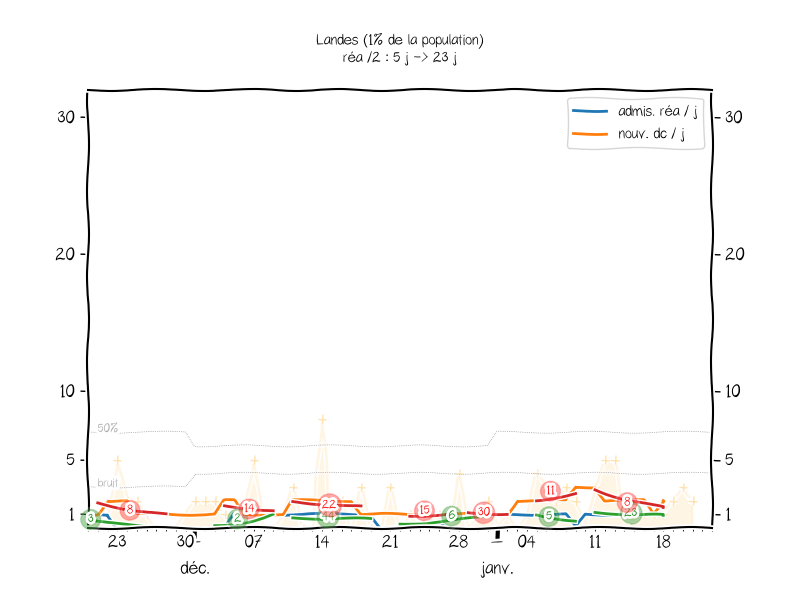 Landes (1% de la population)
réa /2 : 5 j -> 23 j
admis. réa / j
nouv. dc / j
30 30
20 20
10 10
50%
5 5
bruit
1 1
3 8 2 14 22 44 15 6 30 5 11 8 23
23 30 07 14 21 28 04 11 18
déc. janv.